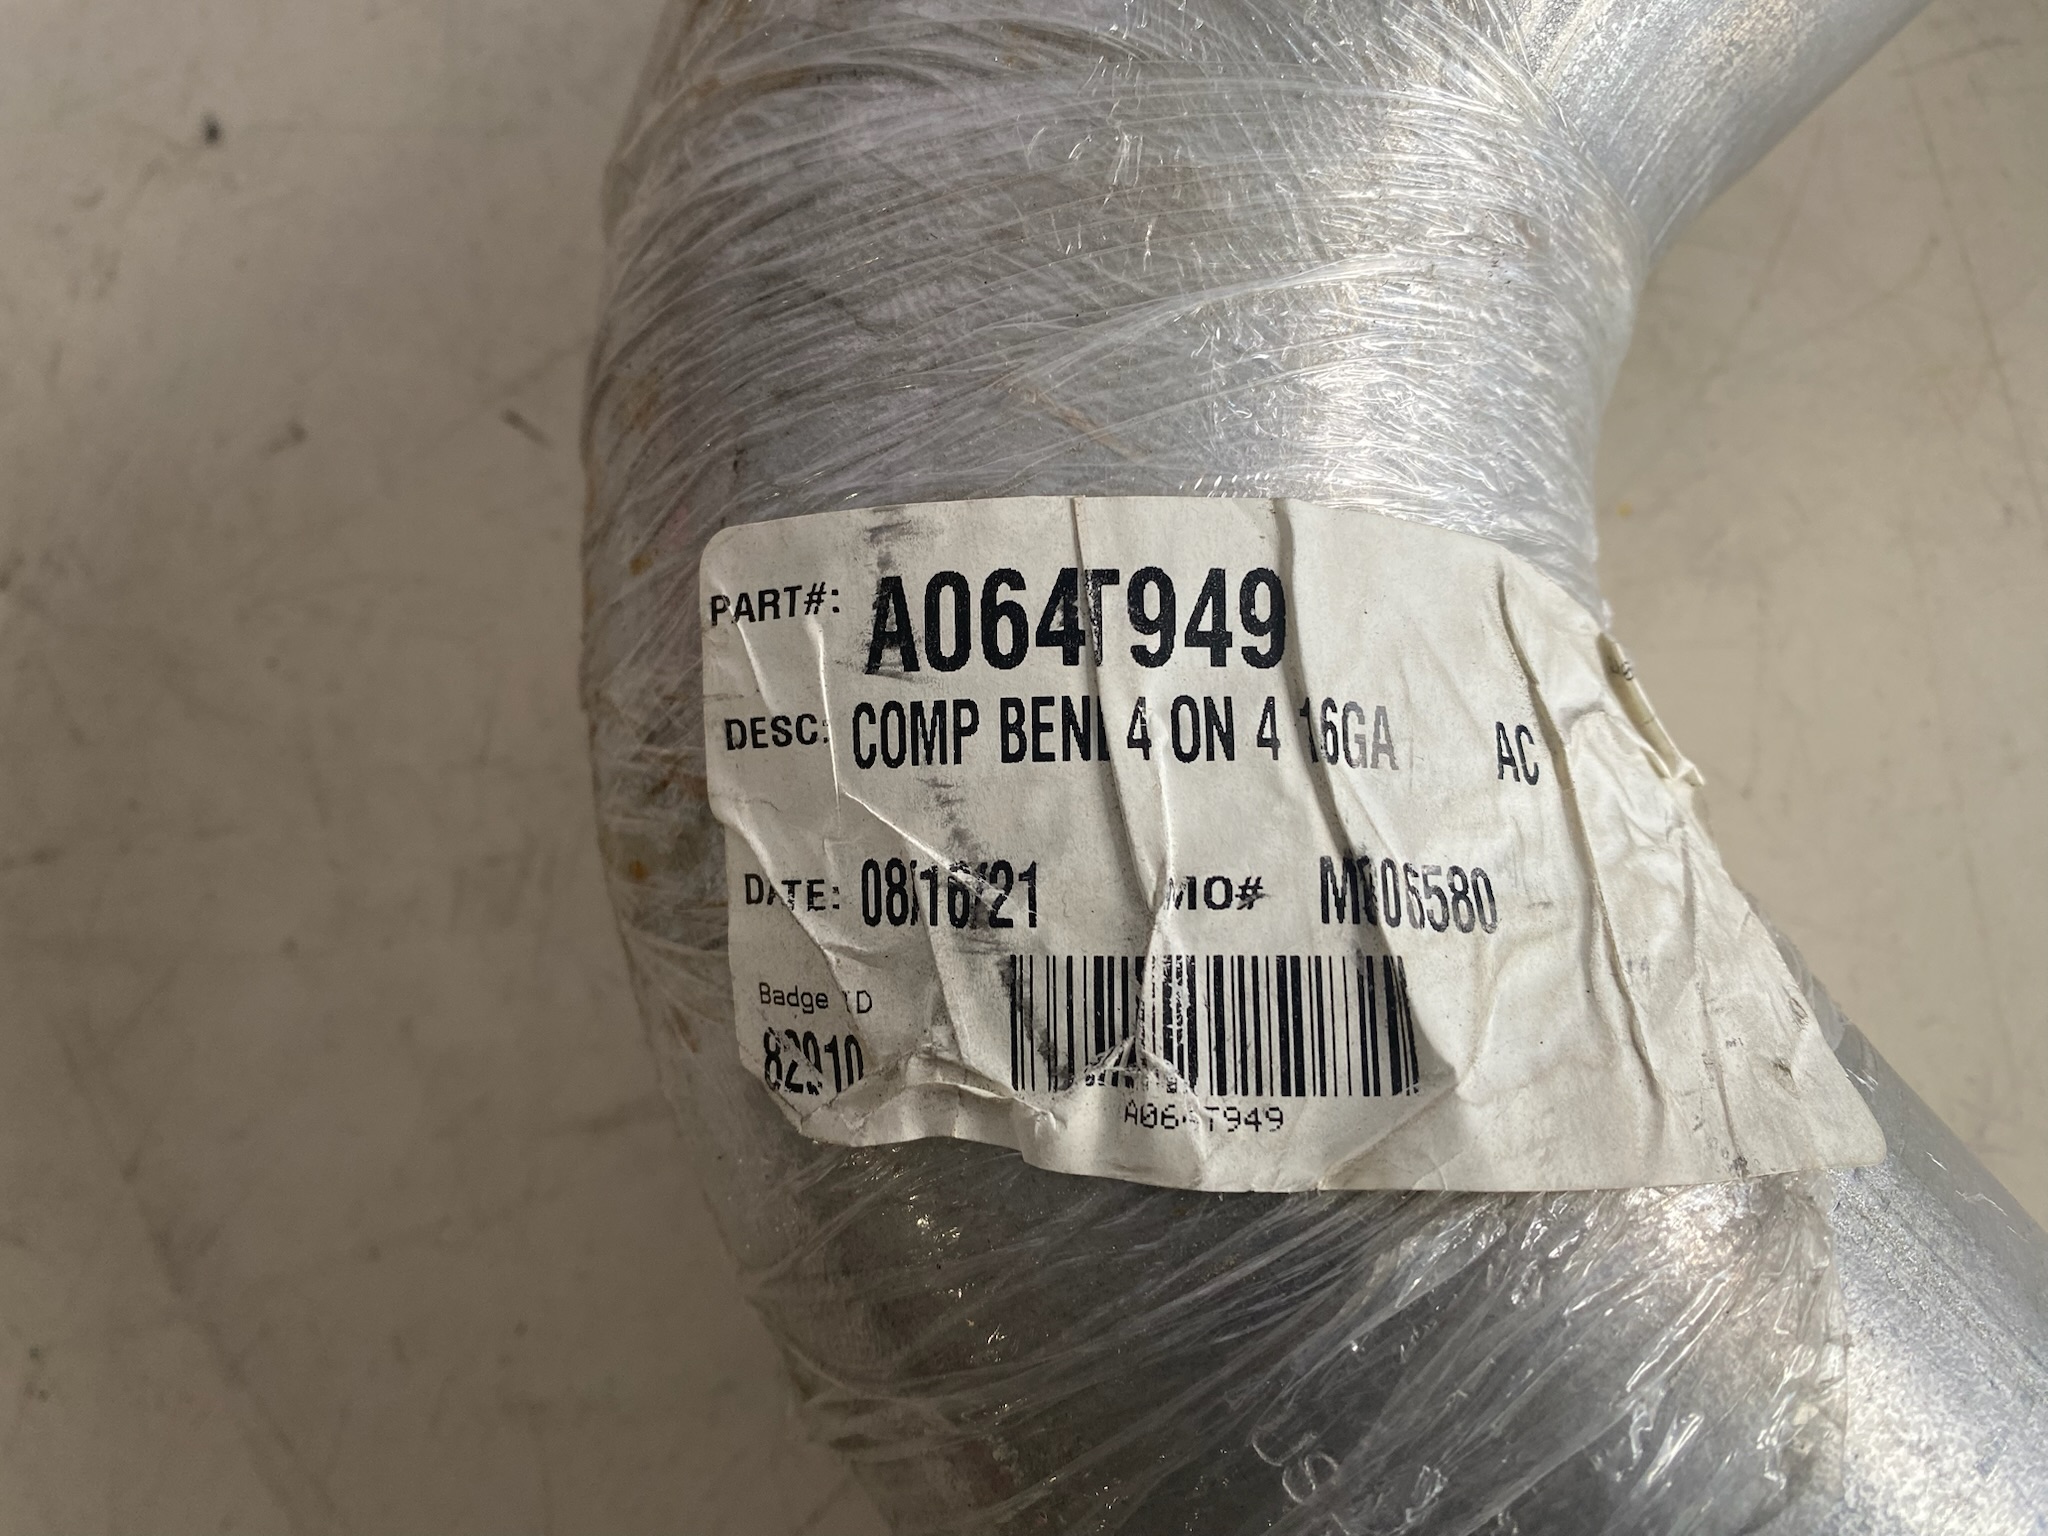 PART#: A064T949
DESC: COMP BEND 4 ON 4 16GA AC
DATE: 08/16/21 MO# M006580
Badge ID
82910
A064T949